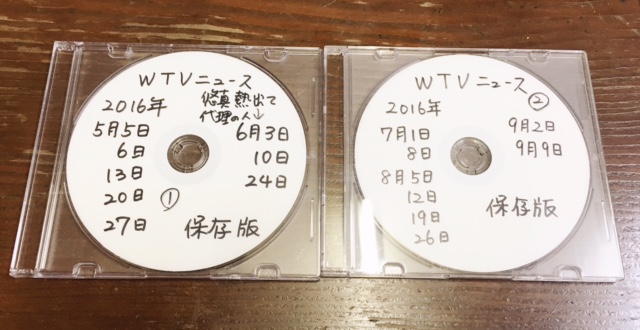 WTVニュース
2016年
悠真 熱出て
代理の人↓
5月5日
6日
13日
20日
27日
①
6月3日
10日
24日
保存版
WTVニュース
②
2016年
7月1日
8日
8月5日
12日
19日
26日
9月2日
9月9日
保存版